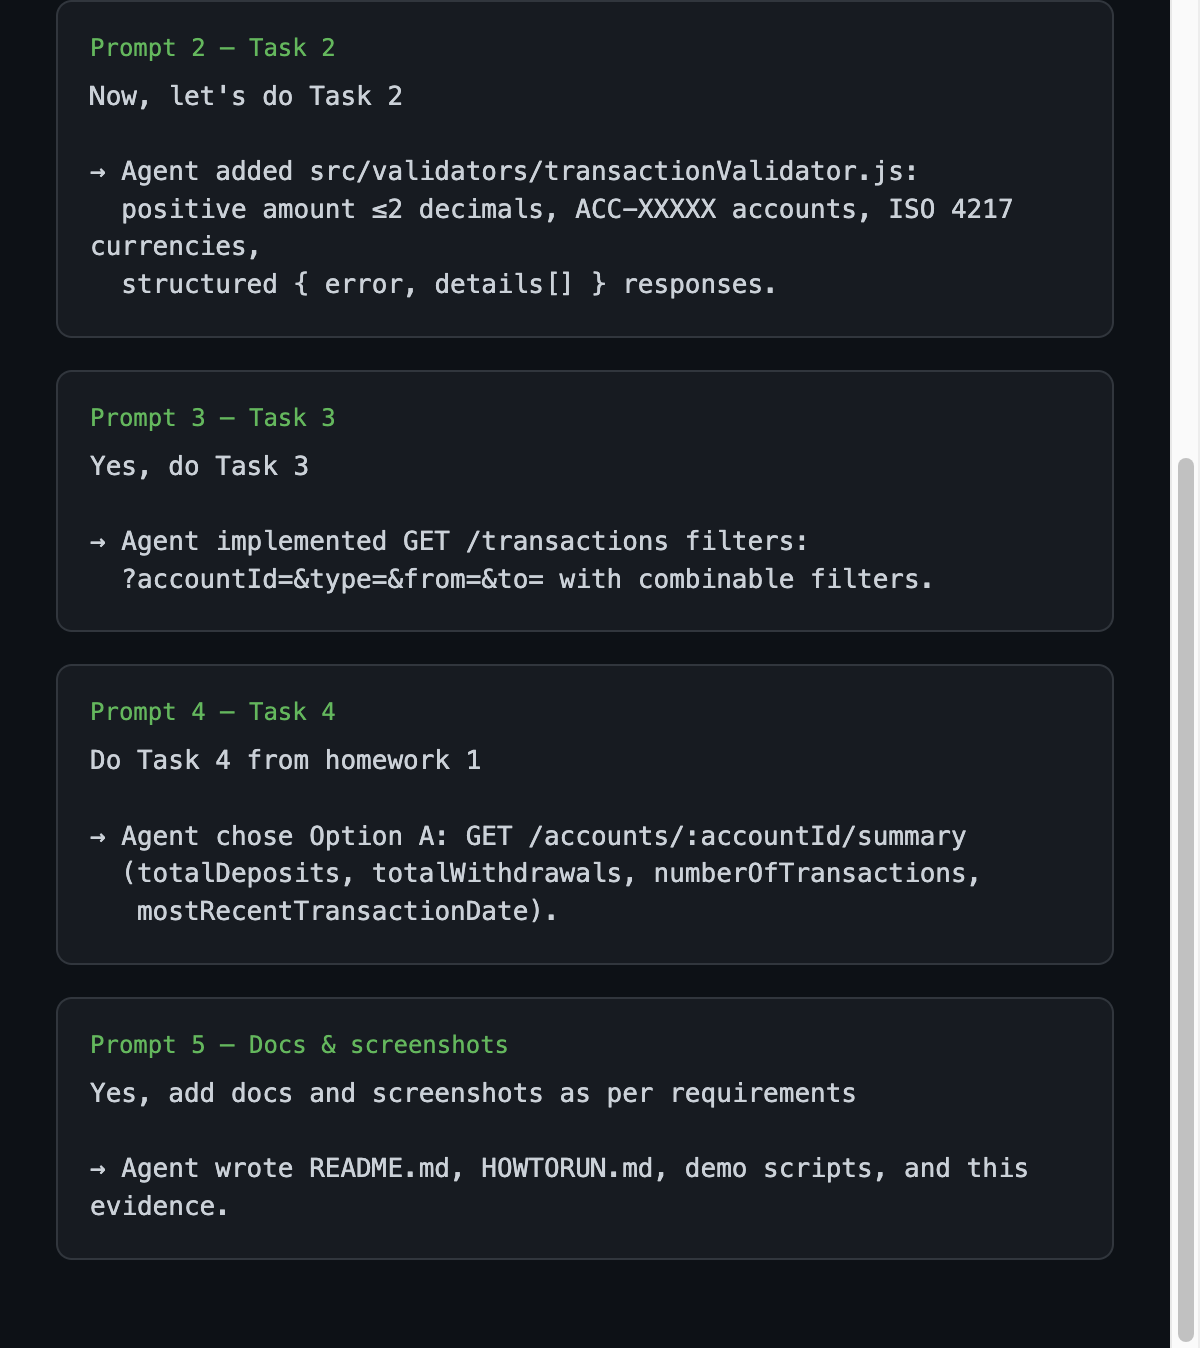 Prompt 2 — Task 2
Now, let's do Task 2
→ Agent added src/validators/transactionValidator.js:
positive amount ≤2 decimals, ACC-XXXXX accounts, ISO 4217
currencies,
structured { error, details[] } responses.
Prompt 3 — Task 3
Yes, do Task 3
→ Agent implemented GET /transactions filters:
?accountId=&type=&from=&to= with combinable filters.
Prompt 4 — Task 4
Do Task 4 from homework 1
→ Agent chose Option A: GET /accounts/:accountId/summary
(totalDeposits, totalWithdrawals, numberOfTransactions,
mostRecentTransactionDate).
Prompt 5 — Docs & screenshots
Yes, add docs and screenshots as per requirements
→ Agent wrote README.md, HOWTORUN.md, demo scripts, and this
evidence.